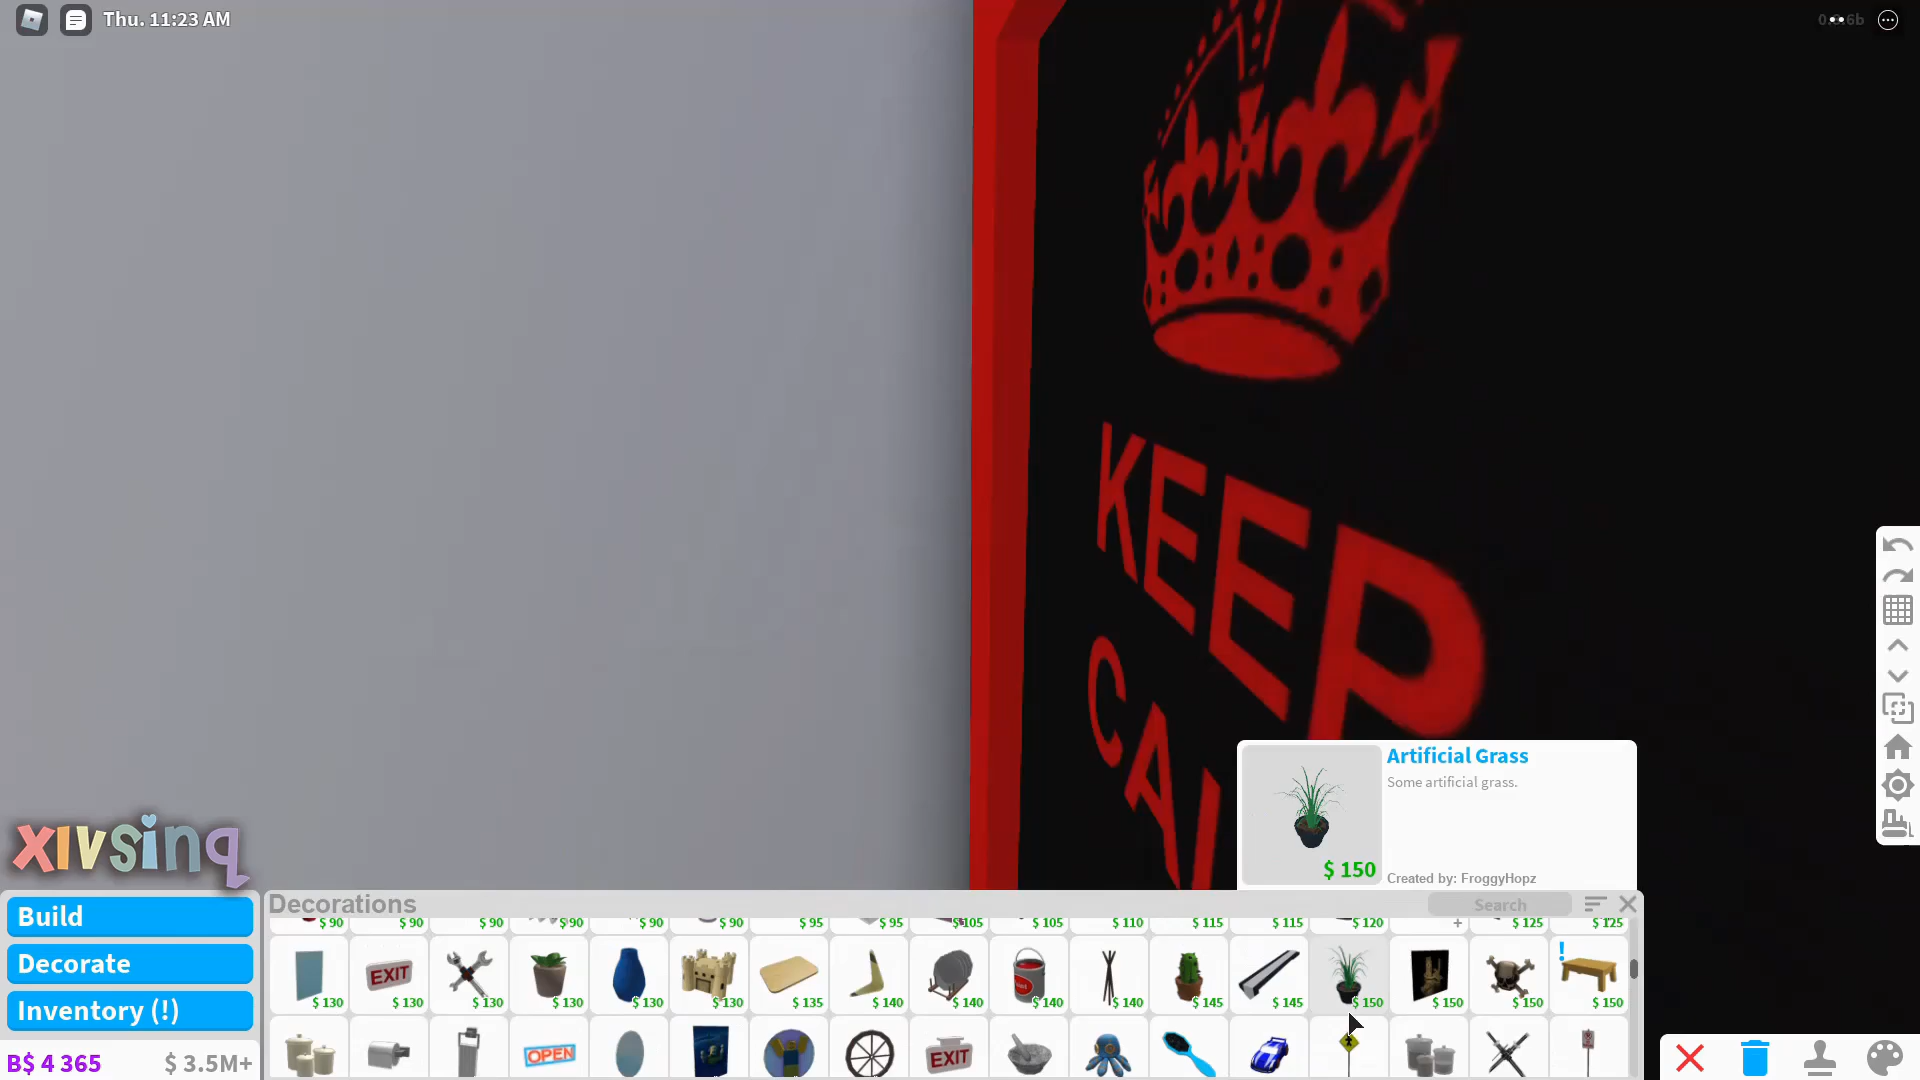 Thu. 11:23 AM
KEEP
CAL
Artificial Grass
Some artificial grass.
$ 150
Created by: FroggyHopz
xivsinq
Build
Decorate
Inventory (!)
B$ 4 365
$ 3.5M+
Decorations
Search
$ 90 $ 90 $ 90 $ 90 $ 90 $ 90 $ 95 $ 95 $ 105 $ 105 $ 110 $ 115 $ 115 $ 120 + $ 125 $ 125
EXIT !
$ 130 $ 130 $ 130 $ 130 $ 130 $ 130 $ 135 $ 140 $ 140 $ 140 $ 140 $ 145 $ 145 $ 150 $ 150 $ 150 $ 150
OPEN EXIT